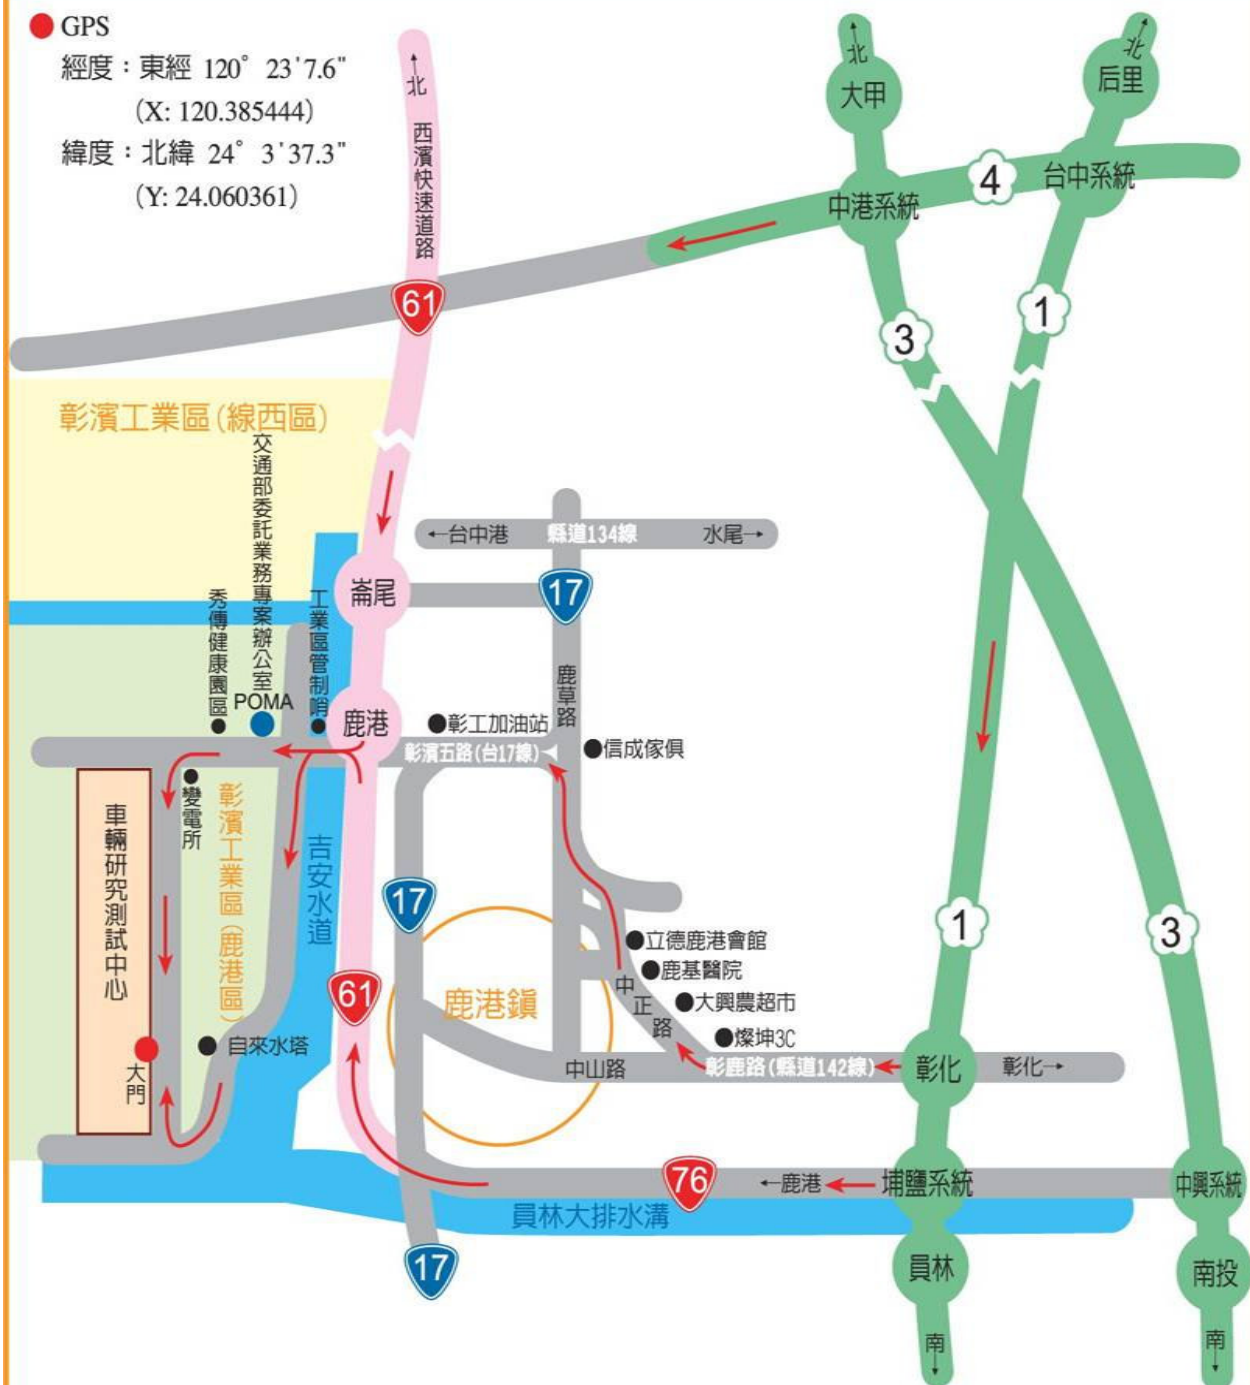 GPS
經度：東經 120° 23'7.6"
(X: 120.385444)
緯度：北緯 24° 3'37.3"
(Y: 24.060361)
←北
西濱快速道路
61
←北
大甲
←北
后里
4
台中系統
中港系統
3
1
彰濱工業區(線西區)
交通部委託業務專案辦公室
POMA
秀傳健康園區
工業區管制哨
←台中港
縣道134線
水尾→
崙尾
17
鹿草路
鹿港
彰工加油站
彰濱五路(台17線)
信成傢俱
變電所
彰濱工業區(鹿港區)
吉安水道
車輛研究測試中心
大門
自來水塔
17
61
鹿港鎮
立德鹿港會館
鹿基醫院
大興農超市
燦坤3C
中正路
中山路
彰鹿路(縣道142線)
彰化
彰化→
1
3
76
←鹿港
埔鹽系統
中興系統
員林大排水溝
17
員林
南投
南→
南→